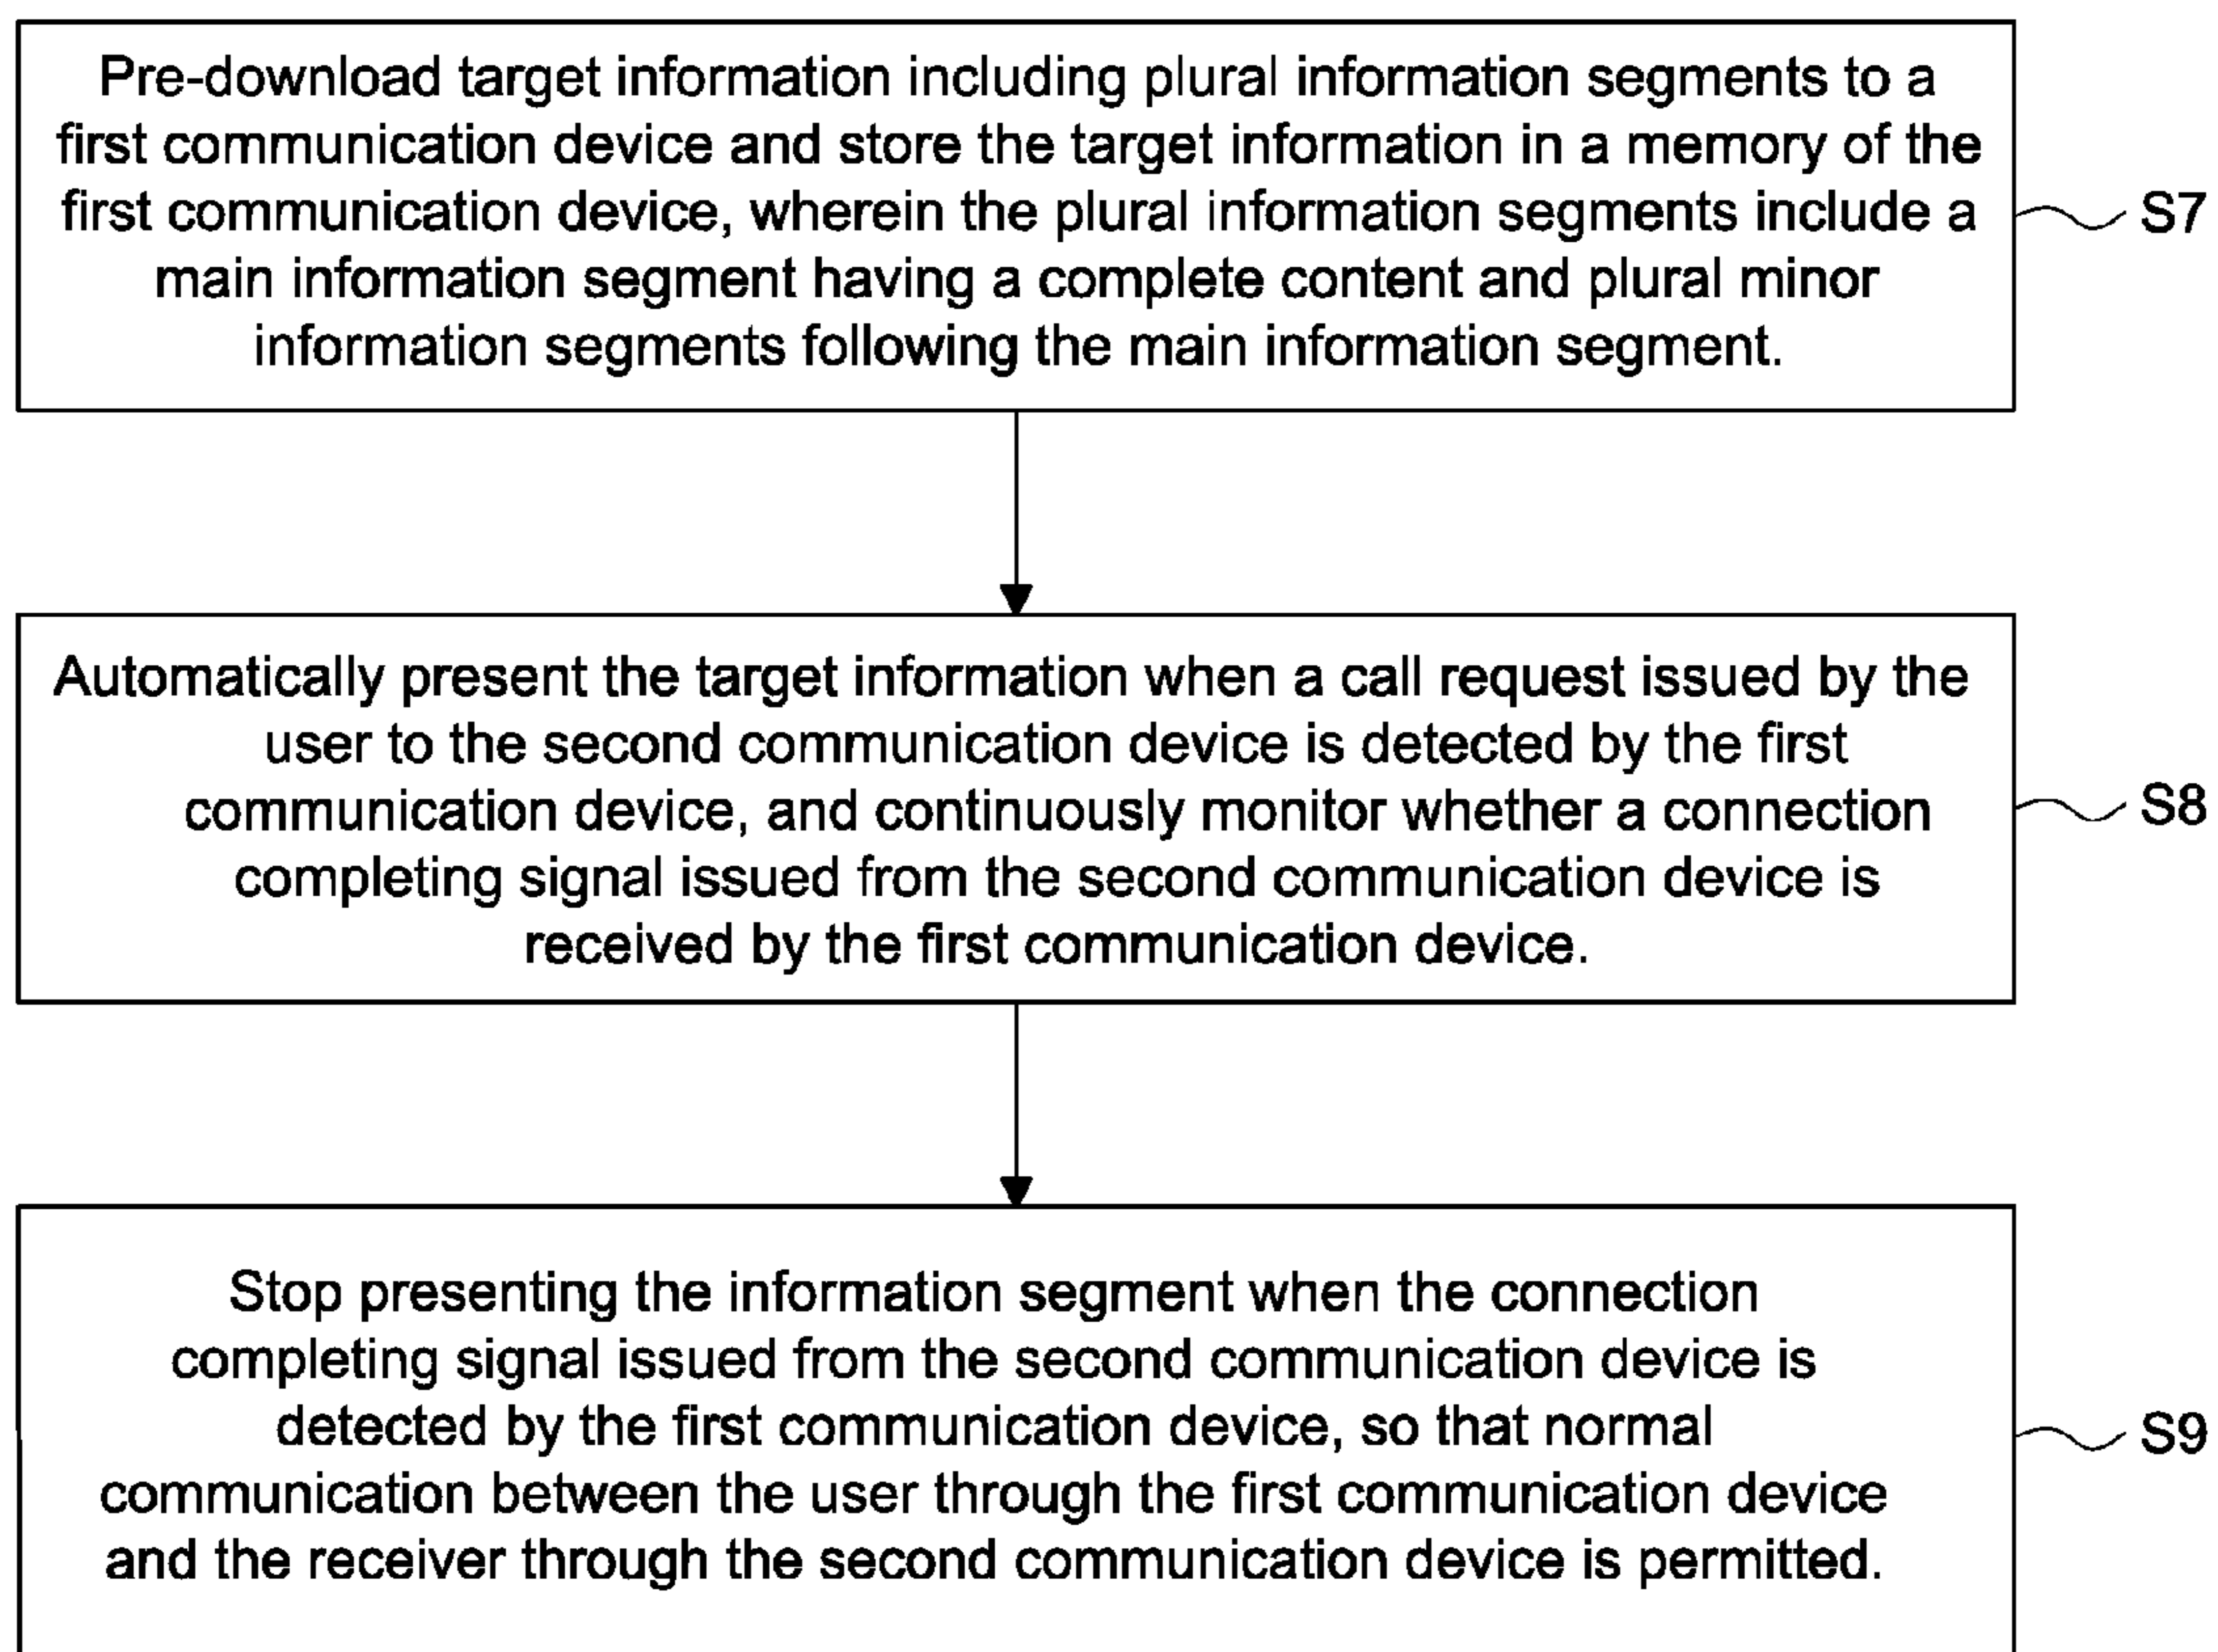 Pre-download target information including plural information segments to a
first communication device and store the target information in a memory of the
first communication device, wherein the plural information segments include a
main information segment having a complete content and plural minor
information segments following the main information segment.
S7
Automatically present the target information when a call request issued by the
user to the second communication device is detected by the first
communication device, and continuously monitor whether a connection
completing signal issued from the second communication device is
received by the first communication device.
S8
Stop presenting the information segment when the connection
completing signal issued from the second communication device is
detected by the first communication device, so that normal
communication between the user through the first communication device
and the receiver through the second communication device is permitted.
S9